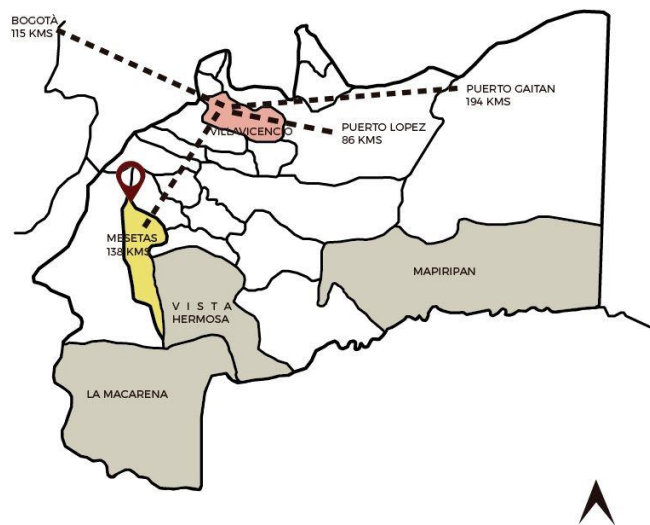 BOGOTÀ
115 KMS
PUERTO GAITAN
194 KMS
PUERTO LOPEZ
86 KMS
VILLAVICENCIO
MESETAS
138 KMS
MAPIRIPAN
VISTA
HERMOSA
LA MACARENA